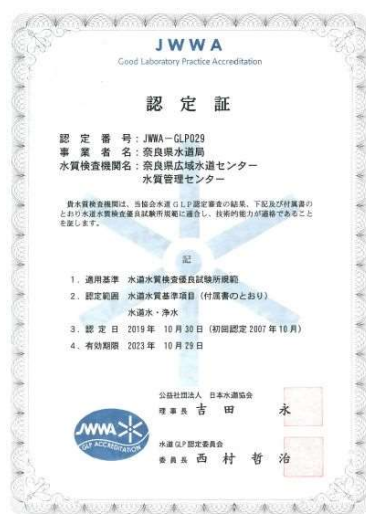 JWWA
Good Laboratory Practice Accreditation
認定証
認定番号:JWWA-GLP029
事業者名:奈良県水道局
水質検査機関名:奈良県広域水道センター
水質管理センター
貴水質検査機関は、当協会水道GLP認定審査の結果、下記及び付属書の
とおり水道水質検査優良試験所規範に適合し、技術的能力が適格であること
を証します。
記
1.適用基準 水道水質検査優良試験所規範
2.認定範囲 水道水質基準項目(付属書のとおり)
水道水・浄水
3.認定日 2019年 10月30日(初回認定2007年10月)
4.有効期限 2023年 10月29日
公益社団法人 日本水道協会
理事長 吉田 永
JWWA
GLP ACCREDITATION
水道GLP認定委員会
委員長 西村哲治